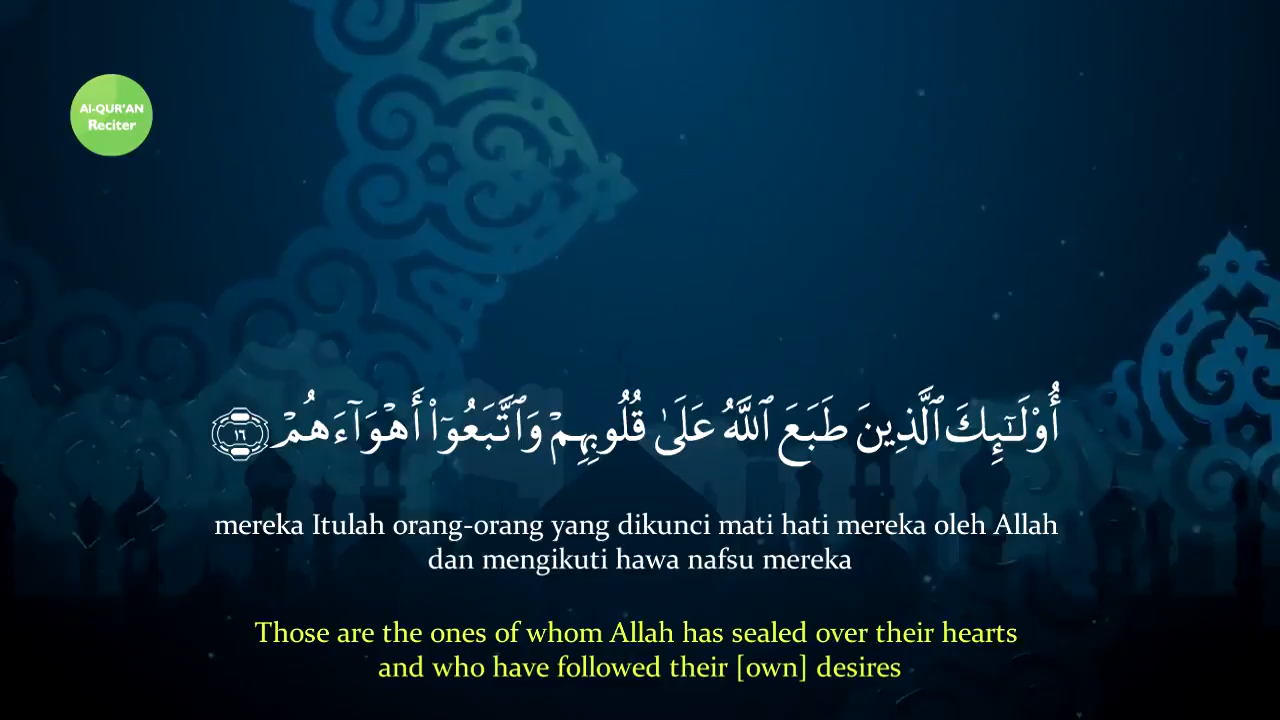 Al-QUR'AN
Reciter
أُو۟لَـٰٓئِكَ ٱلَّذِينَ طَبَعَ ٱللَّهُ عَلَىٰ قُلُوبِهِمْ وَٱتَّبَعُوٓا۟ أَهْوَآءَهُمْ ١٦
mereka Itulah orang-orang yang dikunci mati hati mereka oleh Allah
dan mengikuti hawa nafsu mereka
Those are the ones of whom Allah has sealed over their hearts
and who have followed their [own] desires